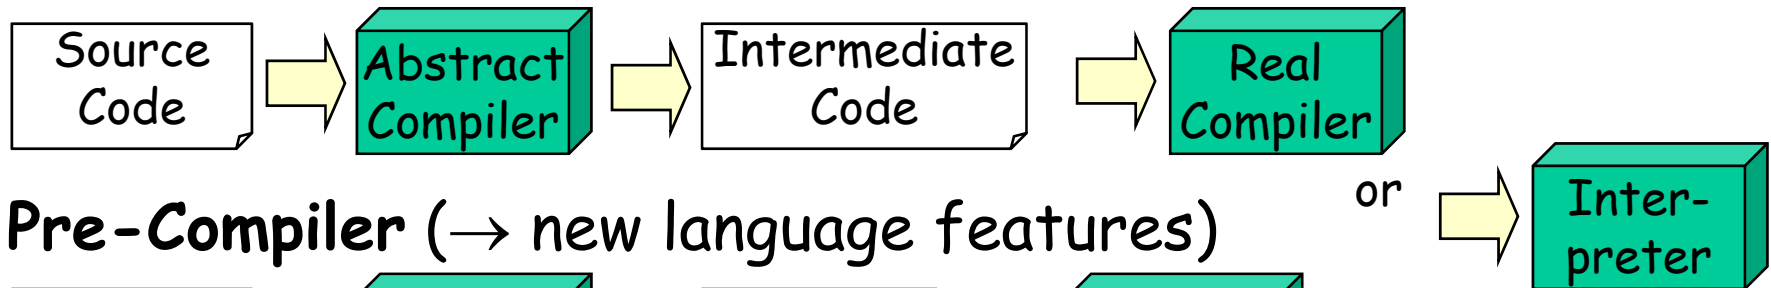 Source
Code
Abstract
Compiler
Intermediate
Code
Real
Compiler
or
Inter-
preter
Pre-Compiler (→ new language features)